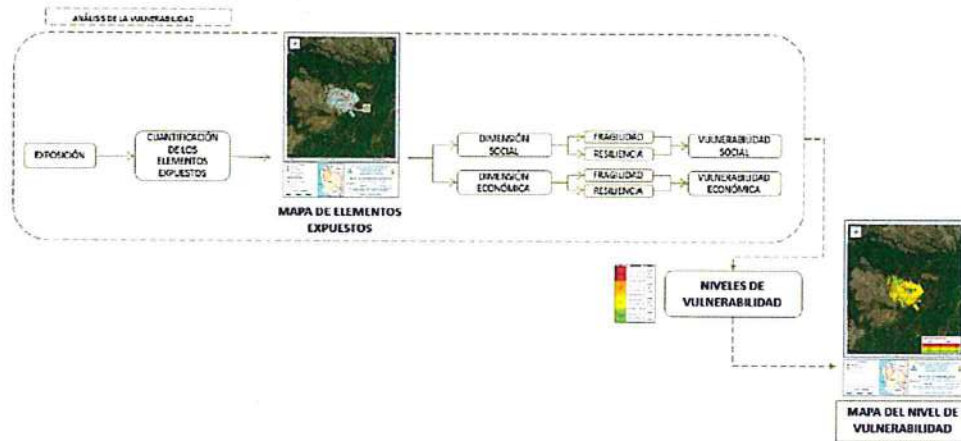 ANÁLISIS DE LA VULNERABILIDAD
EXPOSICIÓN
CUANTIFICACIÓN
DE LOS
ELEMENTOS
EXPUESTOS
MAPA DE ELEMENTOS
EXPUESTOS
DIMENSIÓN
SOCIAL
FRAGILIDAD
RESILIENCIA
VULNERABILIDAD
SOCIAL
DIMENSIÓN
ECONÓMICA
FRAGILIDAD
RESILIENCIA
VULNERABILIDAD
ECONÓMICA
NIVELES DE
VULNERABILIDAD
MAPA DEL NIVEL DE
VULNERABILIDAD